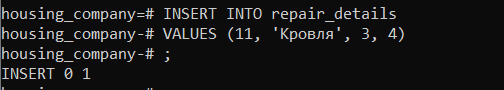 housing_company=# INSERT INTO repair_details
housing_company-# VALUES (11, 'Кровля', 3, 4)
housing_company-# ;
INSERT 0 1